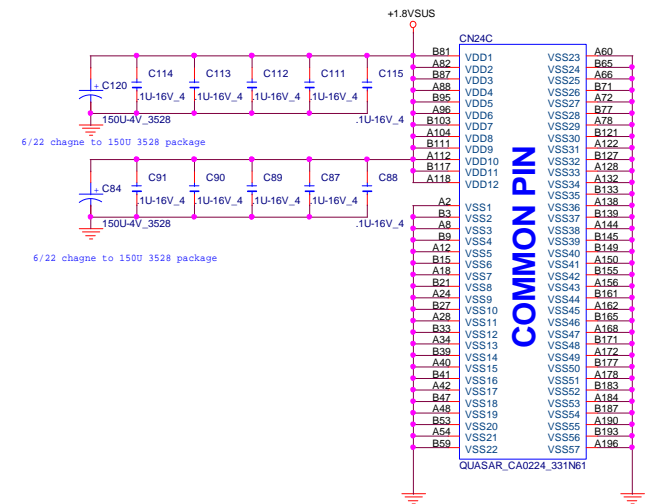 +1.8VSUS
CN24C
B81 VDD1 VSS23 A60
A82 VDD2 VSS24 B65
B87 VDD3 VSS25 A66
A88 VDD4 VSS26 B71
B95 VDD5 VSS27 A72
A96 VDD6 VSS28 B77
B103 VDD7 VSS29 A78
A104 VDD8 VSS30 B121
B111 VDD9 VSS31 A122
A112 VDD10 VSS32 B127
B117 VDD11 VSS33 A128
A118 VDD12 VSS34 A132
VSS35 B133
A2 VSS1 VSS36 A138
B3 VSS2 VSS37 B139
A8 VSS3 VSS38 A144
B9 VSS4 VSS39 B145
A12 VSS5 VSS40 B149
B15 VSS6 VSS41 A150
A18 VSS7 VSS42 B155
B21 VSS8 VSS43 A156
A24 VSS9 VSS44 B161
B27 VSS10 VSS45 A162
A28 VSS11 VSS46 B165
B33 VSS12 VSS47 A168
A34 VSS13 VSS48 B171
B39 VSS14 VSS49 A172
A40 VSS15 VSS50 B177
B41 VSS16 VSS51 A178
A42 VSS17 VSS52 B183
B47 VSS18 VSS53 A184
A48 VSS19 VSS54 B187
B53 VSS20 VSS55 A190
A54 VSS21 VSS56 B193
B59 VSS22 VSS57 A196
COMMON PIN
QUASAR_CA0224_331N61
C114 C113 C112 C111 C115
+ C120
.1U-16V_4 .1U-16V_4 .1U-16V_4 .1U-16V_4
150U-4V_3528 .1U-16V_4
6/22 chagne to 150U 3528 package
C91 C90 C89 C87 C88
+ C84
.1U-16V_4 .1U-16V_4 .1U-16V_4 .1U-16V_4
150U-4V_3528 .1U-16V_4
6/22 chagne to 150U 3528 package